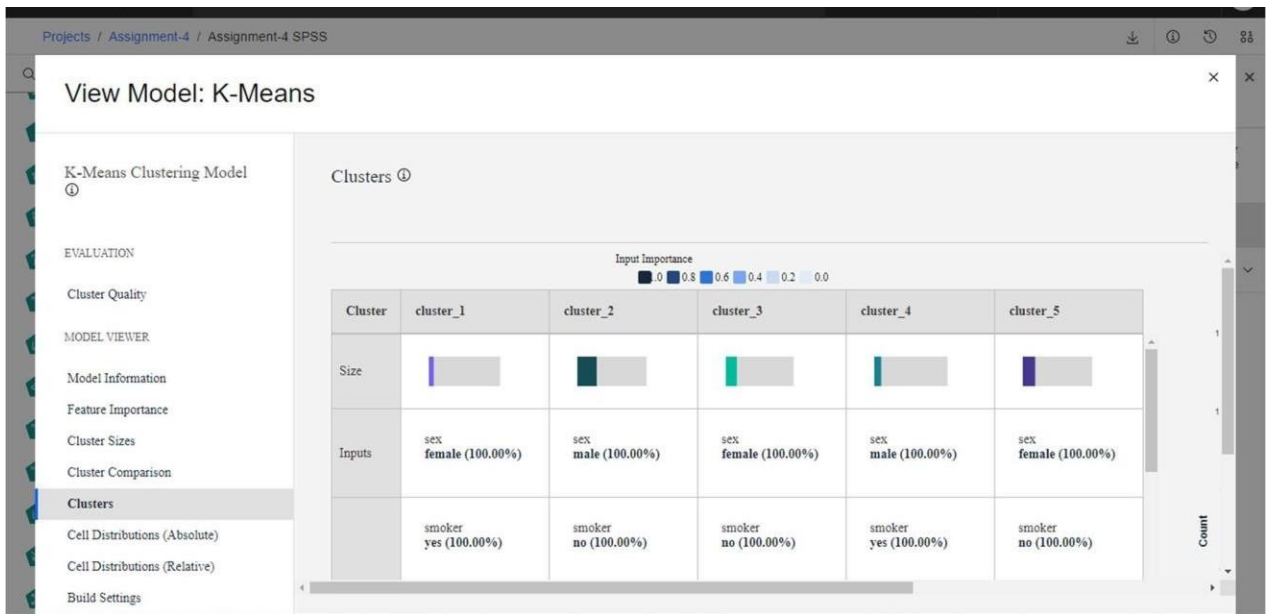 Projects / Assignment-4 / Assignment-4 SPSS
View Model: K-Means
K-Means Clustering Model
EVALUATION
Cluster Quality
MODEL VIEWER
Model Information
Feature Importance
Cluster Sizes
Cluster Comparison
Clusters
Cell Distributions (Absolute)
Cell Distributions (Relative)
Build Settings
Clusters
Input Importance
0.8 0.6 0.4 0.2 0.0
Cluster cluster_1 cluster_2 cluster_3 cluster_4 cluster_5
Size
Inputs
sex sex sex sex sex
female (100.00%) male (100.00%) female (100.00%) male (100.00%) female (100.00%)
smoker smoker smoker smoker smoker
yes (100.00%) no (100.00%) no (100.00%) yes (100.00%) no (100.00%)
1
1
Count